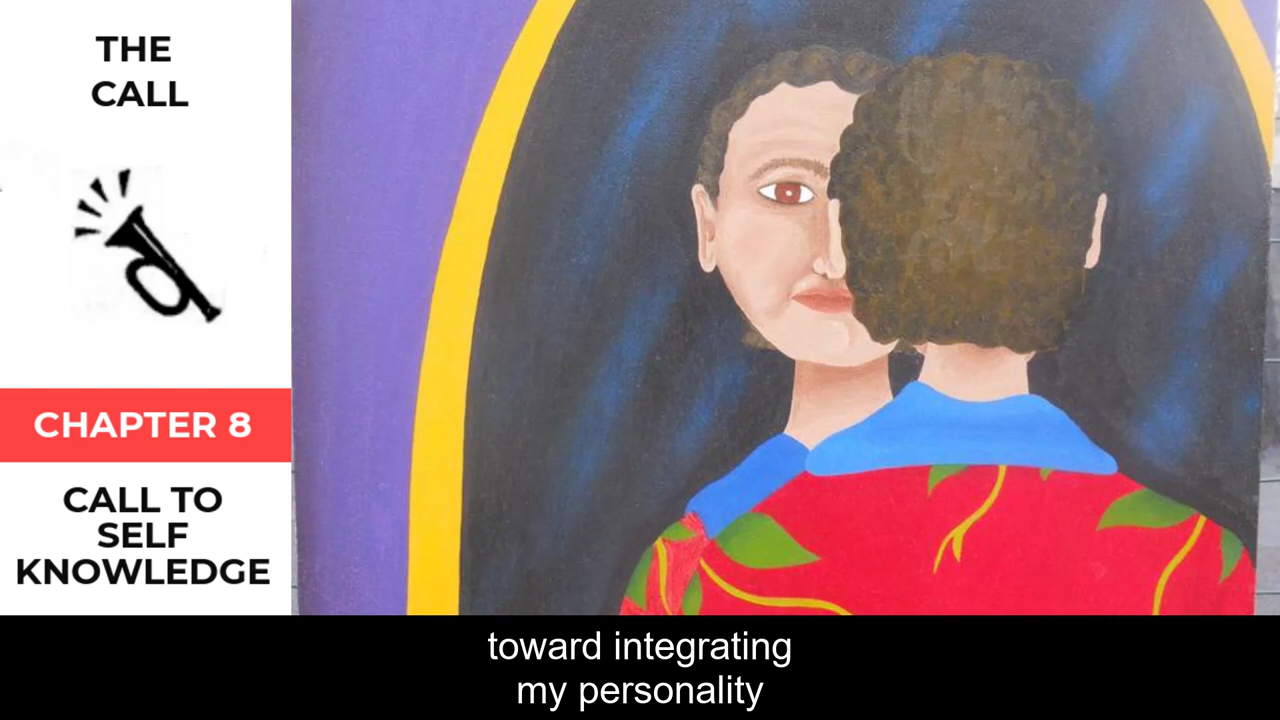 THE
CALL
CHAPTER 8
CALL TO
SELF
KNOWLEDGE
toward integrating
my personality